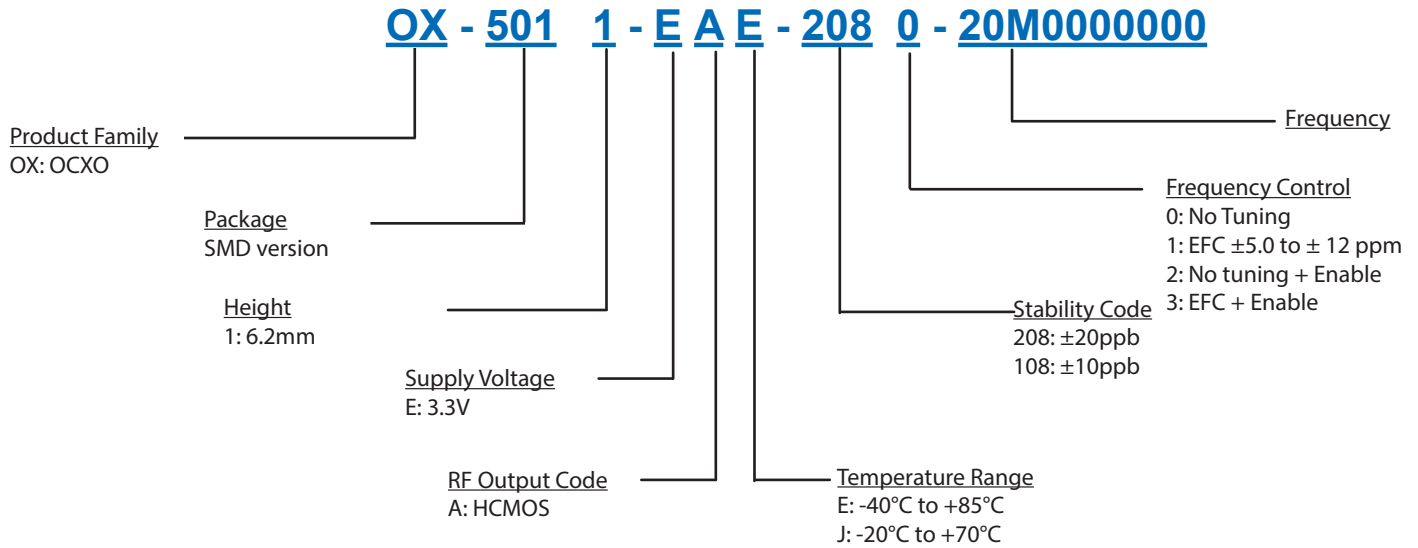 OX - 501 1 - E A E - 208 0 - 20M0000000
Product Family
OX: OCXO
Package
SMD version
Height
1: 6.2mm
Supply Voltage
E: 3.3V
RF Output Code
A: HCMOS
Temperature Range
E: -40°C to +85°C
J: -20°C to +70°C
Stability Code
208: ±20ppb
108: ±10ppb
Frequency Control
0: No Tuning
1: EFC ±5.0 to ± 12 ppm
2: No tuning + Enable
3: EFC + Enable
Frequency